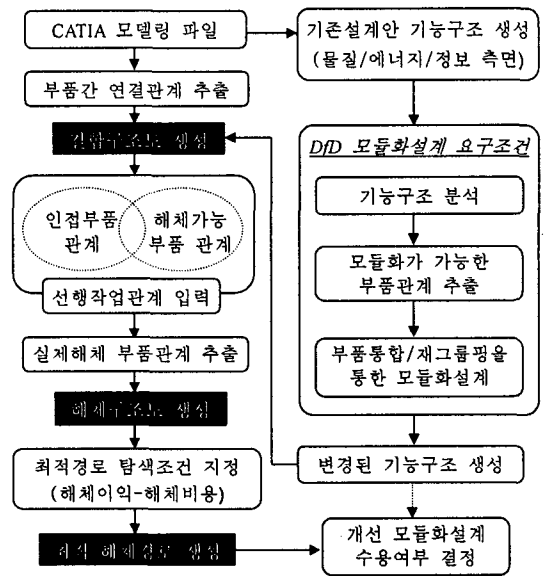 CATIA 모델링 파일
부품간 연결관계 추출
결합구조도 생성
인접부품
관계
해체가능
부품 관계
선행작업관계 입력
실제해체 부품관계 추출
해체구조도 생성
최적경로 탐색조건 지정
(해체이익-해체비용)
최적 해체경로 생성
기존설계안 기능구조 생성
(물질/에너지/정보 측면)
DfD 모듈화설계 요구조건
기능구조 분석
모듈화가 가능한
부품관계 추출
부품통합/재그룹핑을
통한 모듈화설계
변경된 기능구조 생성
개선 모듈화설계
수용여부 결정